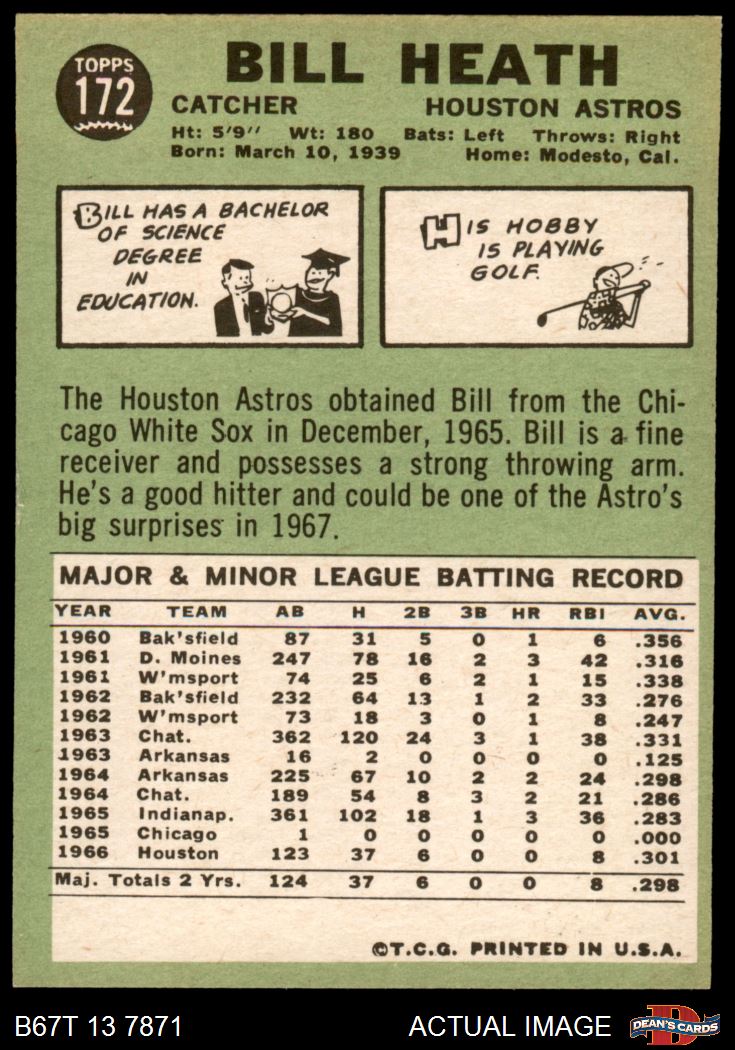 TOPPS
172
BILL HEATH
CATCHER HOUSTON ASTROS
Ht: 5'9" Wt: 180 Bats: Left Throws: Right
Born: March 10, 1939 Home: Modesto, Cal.
BILL HAS A BACHELOR
OF SCIENCE
DEGREE
IN
EDUCATION.
HIS HOBBY
IS PLAYING
GOLF.
The Houston Astros obtained Bill from the Chi-
cago White Sox in December, 1965. Bill is a fine
receiver and possesses a strong throwing arm.
He's a good hitter and could be one of the Astro's
big surprises in 1967.
MAJOR & MINOR LEAGUE BATTING RECORD
YEAR TEAM AB H 2B 3B HR RBI AVG.
1960 Bak'sfield 87 31 5 0 1 6 .356
1961 D. Moines 247 78 16 2 3 42 .316
1961 W'msport 74 25 6 2 1 15 .338
1962 Bak'sfield 232 64 13 1 2 33 .276
1962 W'msport 73 18 3 0 1 8 .247
1963 Chat. 362 120 24 3 1 38 .331
1963 Arkansas 16 2 0 0 0 0 .125
1964 Arkansas 225 67 10 2 2 24 .298
1964 Chat. 189 54 8 3 2 21 .286
1965 Indianap. 361 102 18 1 3 36 .283
1965 Chicago 1 0 0 0 0 0 .000
1966 Houston 123 37 6 0 0 8 .301
Maj. Totals 2 Yrs. 124 37 6 0 0 8 .298
©T.C.G. PRINTED IN U.S.A.
B67T 13 7871 ACTUAL IMAGE
DEAN'S CARDS